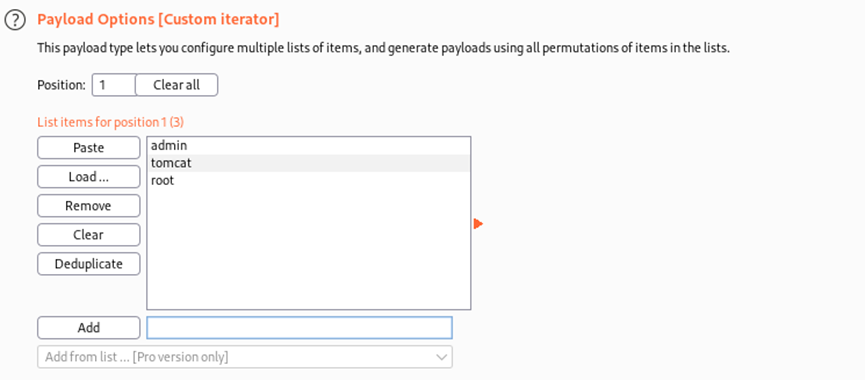 ? Payload Options [Custom iterator]
This payload type lets you configure multiple lists of items, and generate payloads using all permutations of items in the lists.
Position: 1 Clear all
List items for position 1 (3)
Paste
admin
Load ...
tomcat
Remove
root
Clear
Deduplicate
Add
Add from list ... [Pro version only]